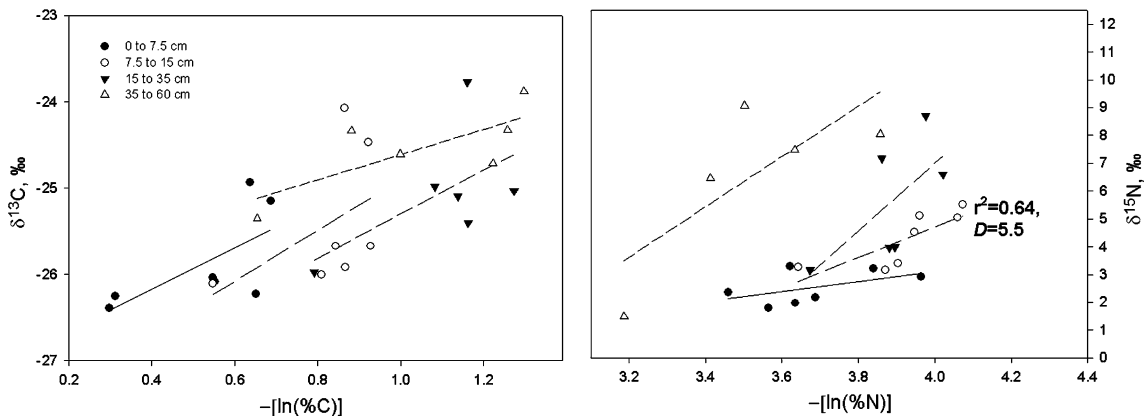 -23
-24
-25
-26
-27
δ13C, ‰
0 to 7.5 cm
7.5 to 15 cm
15 to 35 cm
35 to 60 cm
0.2 0.4 0.6 0.8 1.0 1.2
–[ln(%C)]
12
11
10
9
8
7
6
5
4
3
2
1
0
δ15N, ‰
r2=0.64,
D=5.5
3.2 3.4 3.6 3.8 4.0 4.2 4.4
–[ln(%N)]